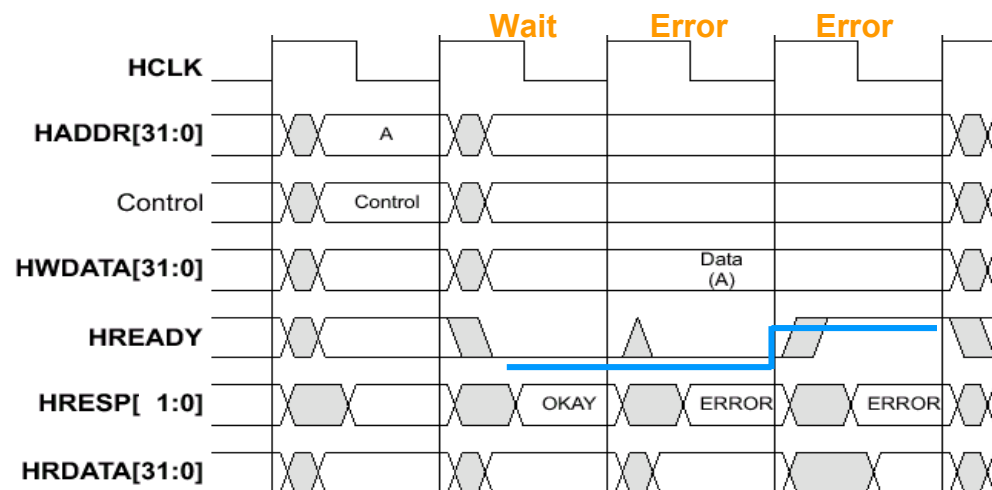 Wait Error Error
HCLK
HADDR[31:0] A
Control Control
HWDATA[31:0] Data
(A)
HREADY
HRESP[ 1:0] OKAY ERROR ERROR
HRDATA[31:0]